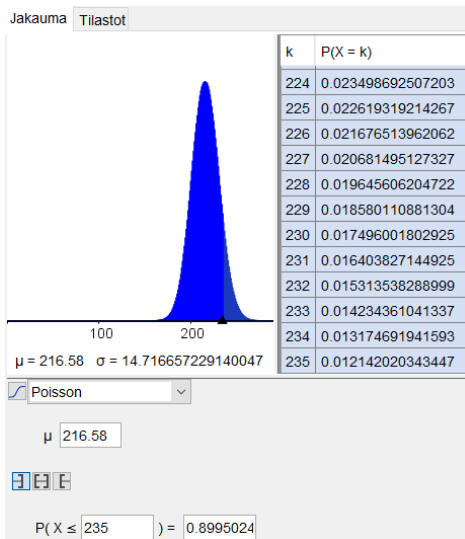 Jakauma Tilastot
k P(X = k)
224 0.023498692507203
225 0.022619319214267
226 0.021676513962062
227 0.020681495127327
228 0.019645606204722
229 0.018580110881304
230 0.017496001802925
231 0.016403827144925
232 0.015313538288999
233 0.014234361041337
234 0.013174691941593
235 0.012142020343447
100 200
μ = 216.58 σ = 14.716657229140047
Poisson
μ 216.58
P( X ≤ 235 ) = 0.8995024